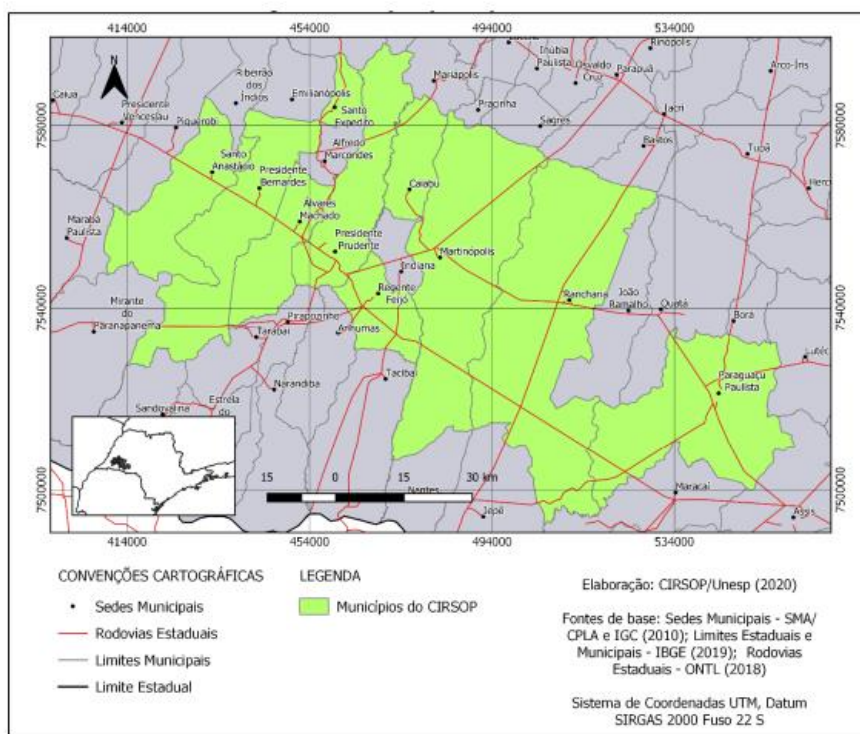 414000
454000
494000
534000
N
Caiua
Presidente
Venceslau
Piquerobi
Ribeirão
dos
Índios
Emilianópolis
Santo
Expedito
Mariápolis
Pracinha
Inúbia
Paulista
Osvaldo
Cruz
Parapuã
Rinópolis
Arco-Íris
Sagres
Iacri
Bastos
Tupã
Herc
7580000
7580000
Alfredo
Marcondes
Santo
Anastácio
Presidente
Bernardes
Caiabu
Álvares
Machado
Marabá
Paulista
Presidente
Prudente
Martinópolis
Indiana
Regente
Feijó
Rancharia
João
Ramalho
Quatá
Borá
7540000
7540000
Mirante
do
Paranapanema
Pirapozinho
Tarabai
Anhumas
Lutéc
Paraguaçu
Paulista
Taciba
Narandiba
Sandovalina
Estrela
do
15 0 15 30 km
Nantes
Iepê
Maracaí
Assis
7500000
7500000
414000
454000
494000
534000
CONVENÇÕES CARTOGRÁFICAS
Sedes Municipais
Rodovias Estaduais
Limites Municipais
Limite Estadual
LEGENDA
Municípios do CIRSOP
Elaboração: CIRSOP/Unesp (2020)
Fontes de base: Sedes Municipais - SMA/
CPLA e IGC (2010); Limites Estaduais e
Municipais - IBGE (2019); Rodovias
Estaduais - ONTL (2018)
Sistema de Coordenadas UTM, Datum
SIRGAS 2000 Fuso 22 S